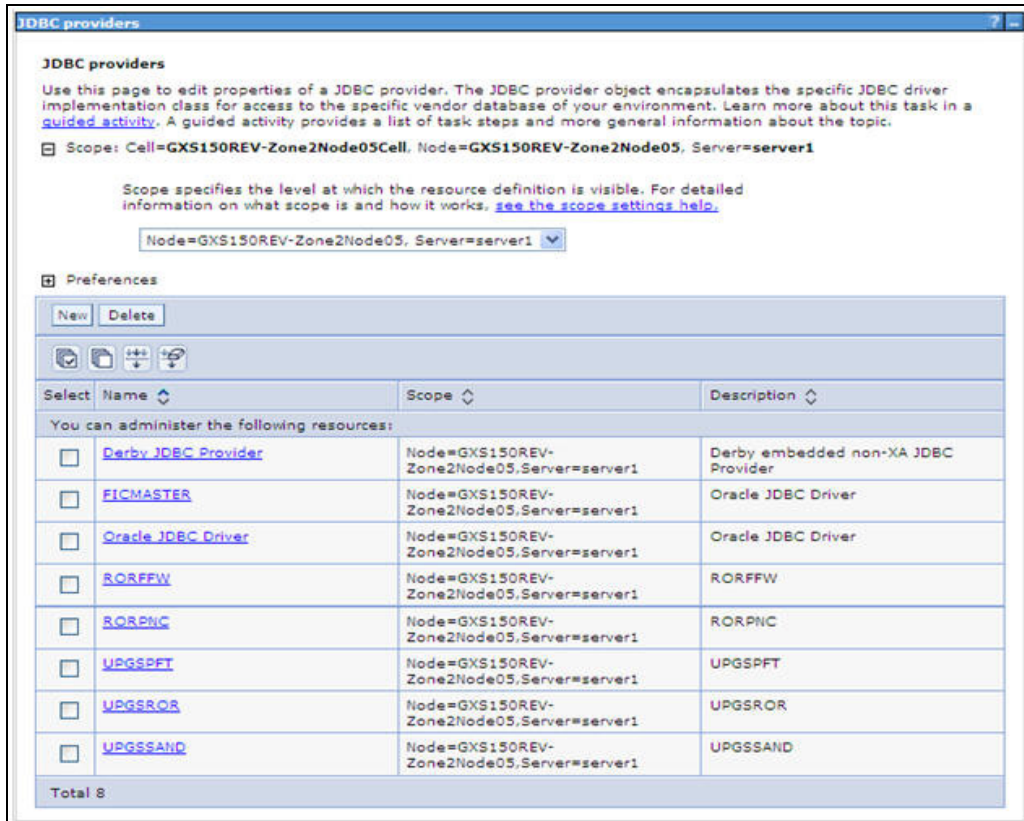 JDBC providers
? -
JDBC providers
Use this page to edit properties of a JDBC provider. The JDBC provider object encapsulates the specific JDBC driver
implementation class for access to the specific vendor database of your environment. Learn more about this task in a
guided activity. A guided activity provides a list of task steps and more general information about the topic.
Scope: Cell=GXS150REV-Zone2Node05Cell, Node=GXS150REV-Zone2Node05, Server=server1
Scope specifies the level at which the resource definition is visible. For detailed
information on what scope is and how it works, see the scope settings help.
Node=GXS150REV-Zone2Node05, Server=server1
Preferences
New Delete
Select Name Scope Description
You can administer the following resources:
Derby JDBC Provider Node=GXS150REV- Derby embedded non-XA JDBC
Zone2Node05,Server=server1 Provider
FICMASTER Node=GXS150REV- Oracle JDBC Driver
Zone2Node05,Server=server1
Oracle JDBC Driver Node=GXS150REV- Oracle JDBC Driver
Zone2Node05,Server=server1
RORFFW Node=GXS150REV- RORFFW
Zone2Node05,Server=server1
RORPNC Node=GXS150REV- RORPNC
Zone2Node05,Server=server1
UPGSPFT Node=GXS150REV- UPGSPFT
Zone2Node05,Server=server1
UPGSROR Node=GXS150REV- UPGSROR
Zone2Node05,Server=server1
UPGSSAND Node=GXS150REV- UPGSSAND
Zone2Node05,Server=server1
Total 8